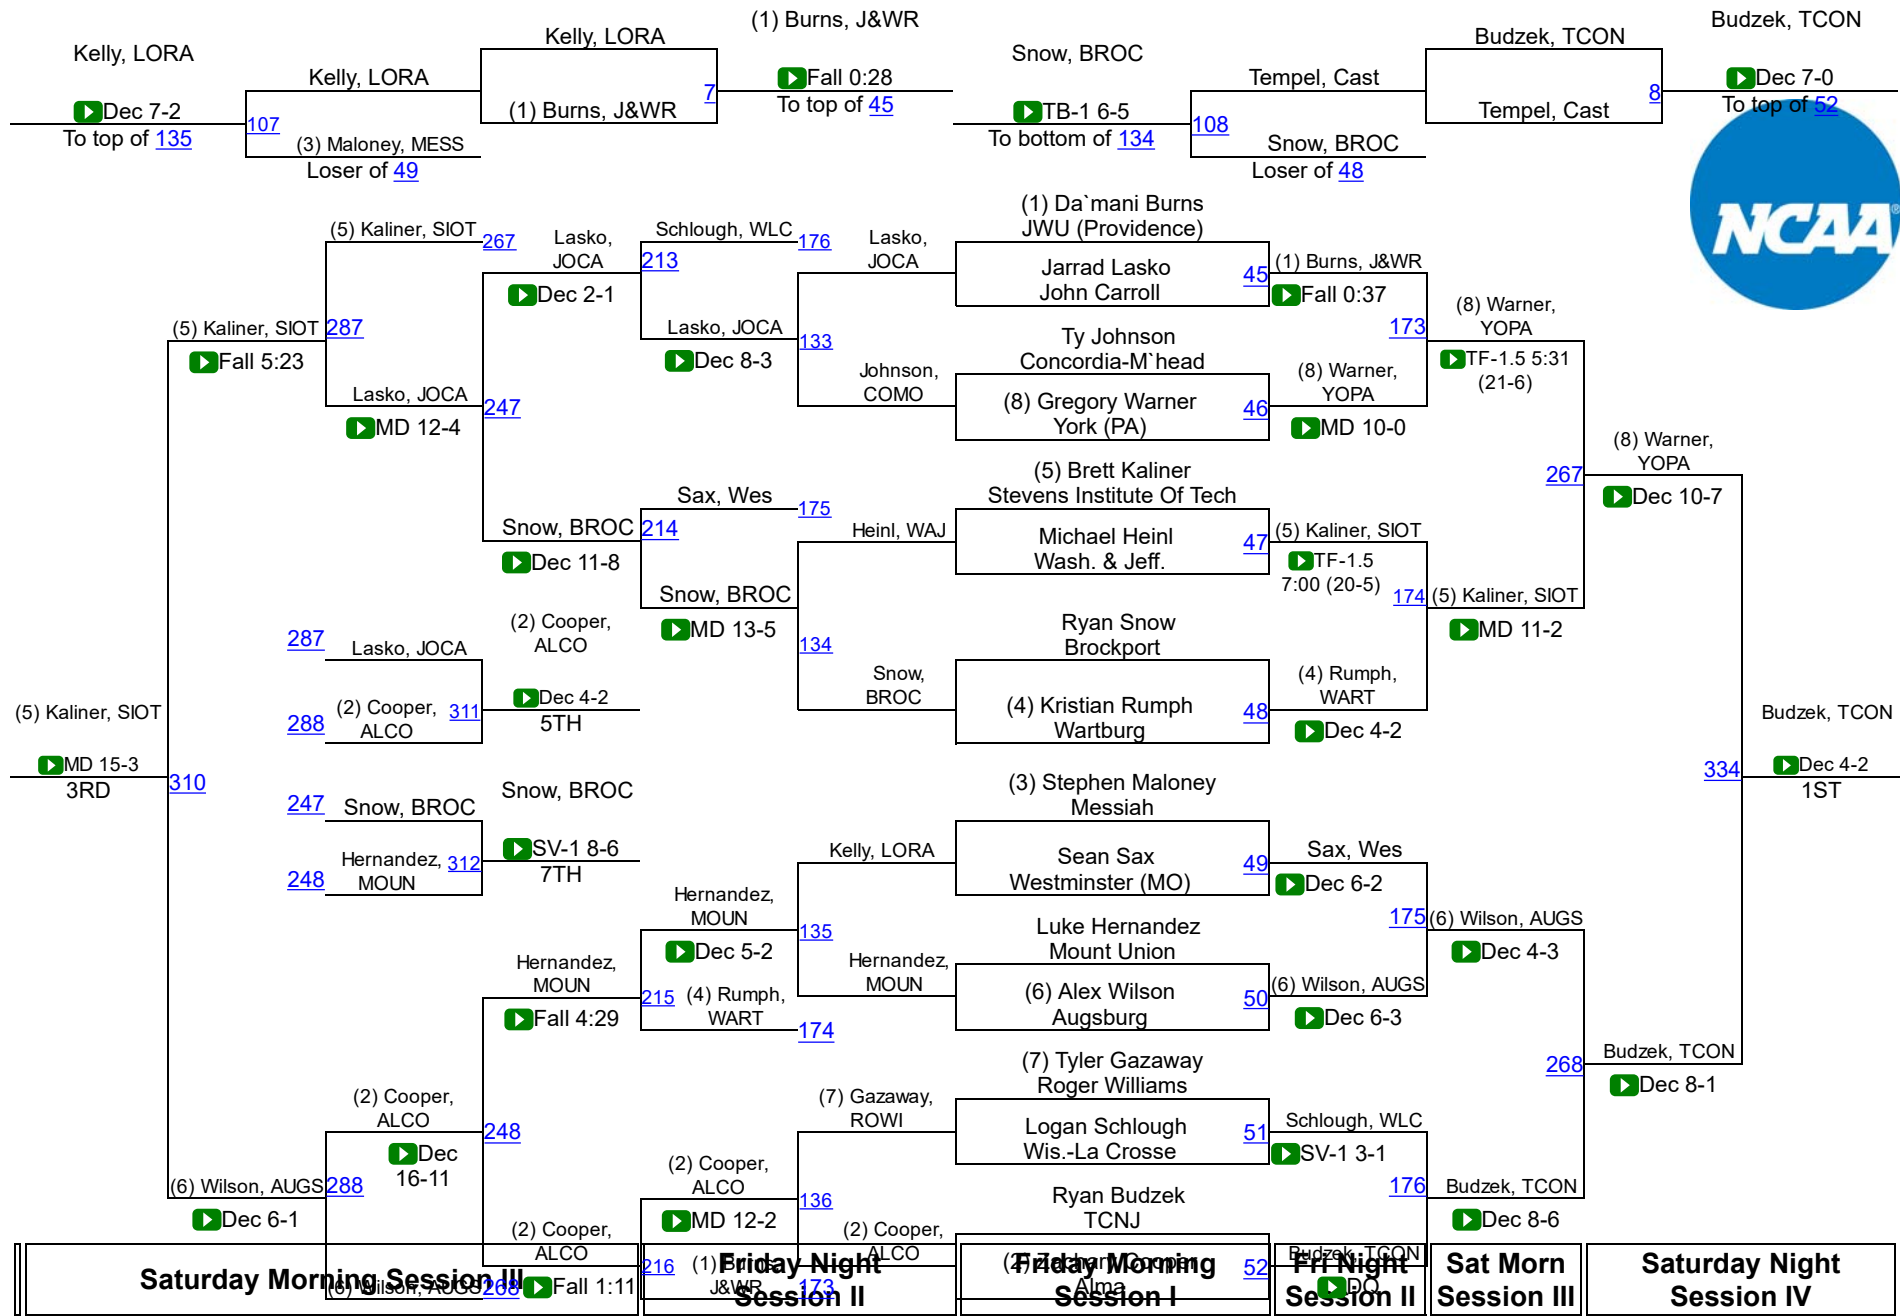 (1) Burns, J&WR
Budzek, TCON
Kelly, LORA
Budzek, TCON
Kelly, LORA
Snow, BROC
Kelly, LORA
Fall 0:28
Tempel, Cast
Dec 7-0
7
8
Dec 7-2
(1) Burns, J&WR
To top of 45
TB-1 6-5
Tempel, Cast
To top of 52
107
108
To top of 135
(3) Maloney, MESS
To bottom of 134
Snow, BROC
Loser of 49
Loser of 48
NCAA®
(1) Da`mani Burns
JWU (Providence)
(5) Kaliner, SIOT
267
Lasko,
JOCA
Schlough, WLC
176
Lasko,
JOCA
213
Jarrad Lasko
John Carroll
45
(1) Burns, J&WR
Dec 2-1
Fall 0:37
(8) Warner,
YOPA
(5) Kaliner, SIOT
287
Lasko, JOCA
133
Ty Johnson
Concordia-M`head
173
Fall 5:23
Dec 8-3
TF-1.5 5:31
(21-6)
Johnson,
COMO
(8) Warner,
YOPA
Lasko, JOCA
247
(8) Gregory Warner
York (PA)
46
MD 12-4
MD 10-0
(8) Warner,
YOPA
(5) Brett Kaliner
Stevens Institute Of Tech
267
Sax, Wes
175
Dec 10-7
Snow, BROC
214
Heinl, WAJ
Michael Heinl
Wash. & Jeff.
47
(5) Kaliner, SIOT
Dec 11-8
TF-1.5
7:00 (20-5)
Snow, BROC
174
(5) Kaliner, SIOT
(2) Cooper,
ALCO
MD 13-5
Ryan Snow
Brockport
MD 11-2
287
Lasko, JOCA
134
Snow,
BROC
(4) Rumph,
WART
Dec 4-2
5TH
(5) Kaliner, SIOT
288
(2) Cooper,
ALCO
311
(4) Kristian Rumph
Wartburg
48
Dec 4-2
Budzek, TCON
MD 15-3
3RD
310
334
Dec 4-2
1ST
(3) Stephen Maloney
Messiah
247
Snow, BROC
Snow, BROC
SV-1 8-6
7TH
248
Hernandez,
MOUN
312
Kelly, LORA
Sean Sax
Westminster (MO)
49
Sax, Wes
Dec 6-2
Hernandez,
MOUN
135
Luke Hernandez
Mount Union
175
(6) Wilson, AUGS
Dec 5-2
Dec 4-3
Hernandez,
MOUN
Hernandez,
MOUN
215
(4) Rumph,
WART
174
(6) Alex Wilson
Augsburg
50
(6) Wilson, AUGS
Fall 4:29
Dec 6-3
(7) Tyler Gazaway
Roger Williams
268
Budzek, TCON
Dec 8-1
(2) Cooper,
ALCO
248
(7) Gazaway,
ROWI
Logan Schlough
Wis.-La Crosse
51
Schlough, WLC
Dec
16-11
SV-1 3-1
(2) Cooper,
ALCO
(6) Wilson, AUGS
288
136
Ryan Budzek
TCNJ
176
Budzek, TCON
Dec 6-1
MD 12-2
Dec 8-6
(2) Cooper,
ALCO
(2) Cooper,
ALCO
216
(1) Burns,
J&WR
173
(2) Zachary Cooper
Alma
52
Budzek, TCON
DQ
(6) Wilson, AUGS
268
Fall 1:11
Saturday Morning Session III
Friday Night
Session II
Friday Morning
Session I
Fri Night
Session II
Sat Morn
Session III
Saturday Night
Session IV